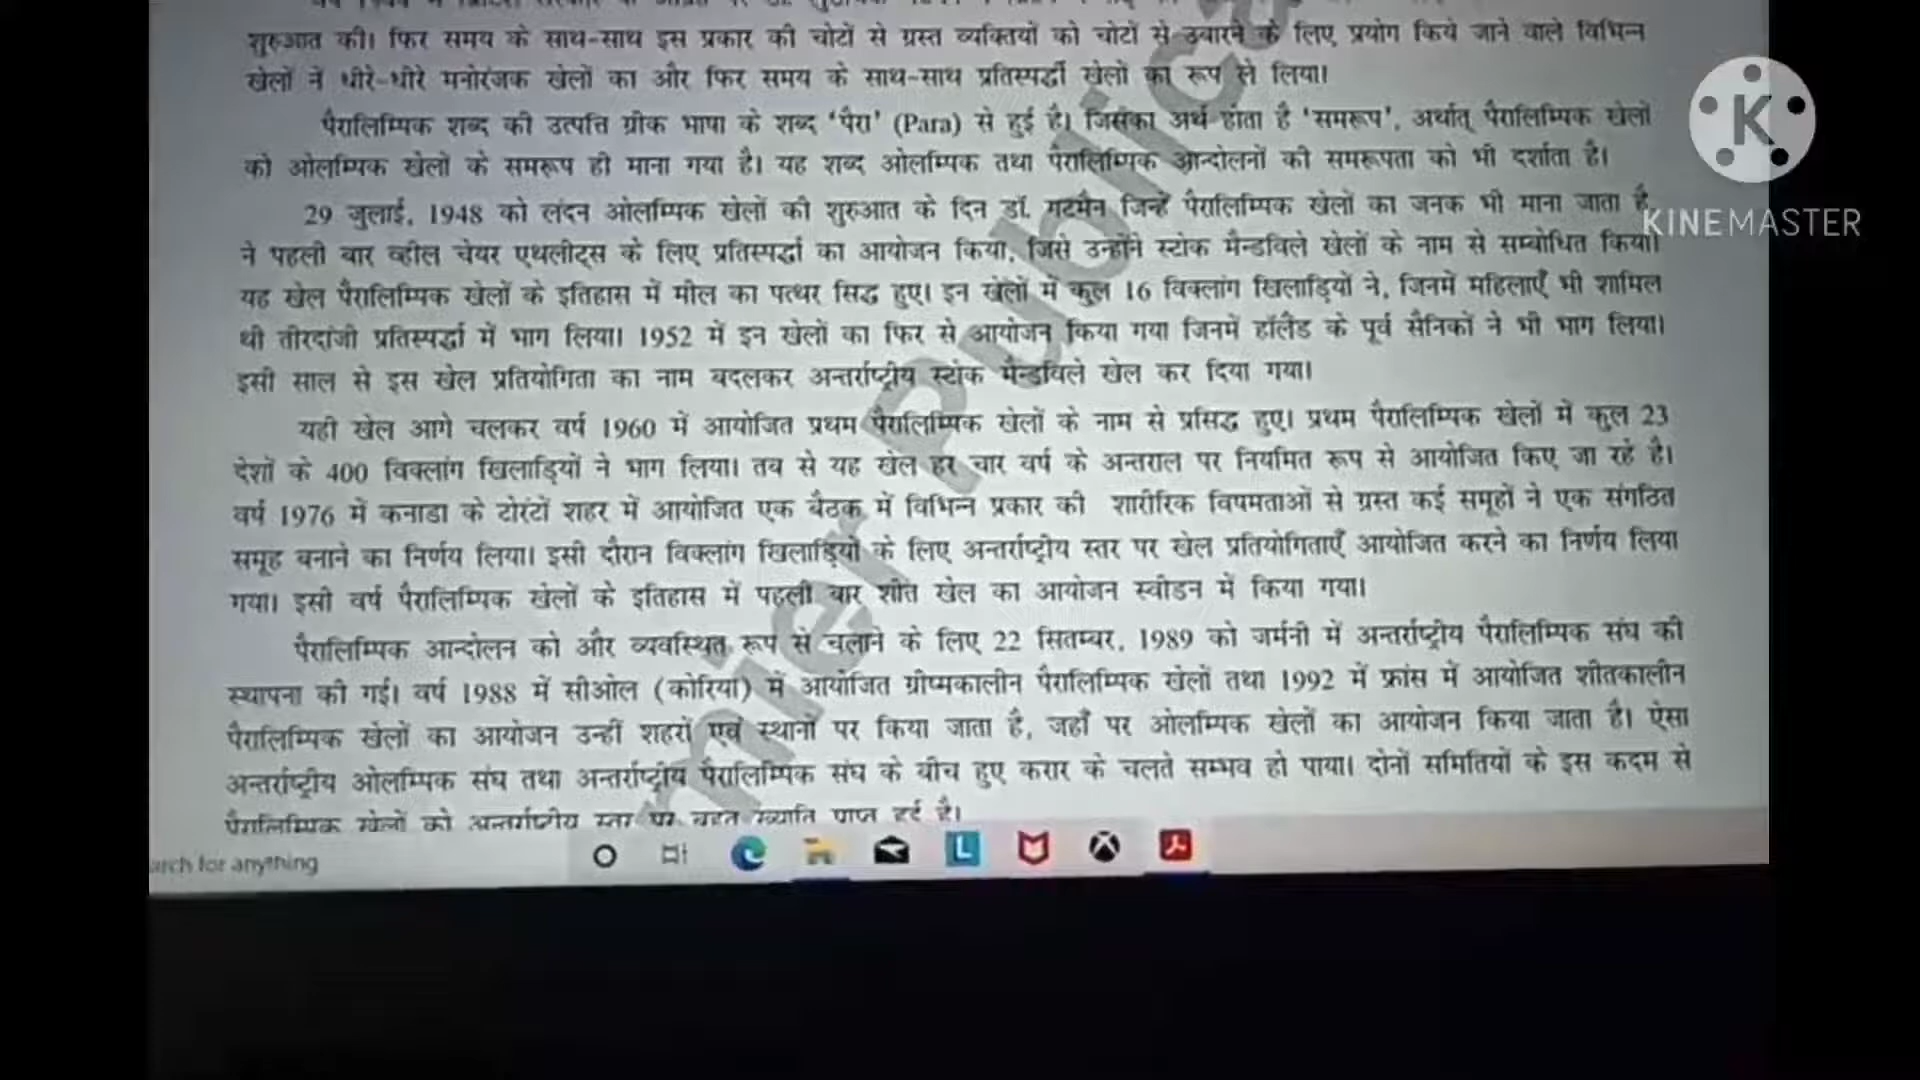 शुरुआत की। फिर समय के साथ-साथ इस प्रकार की चोटों से ग्रस्त व्यक्तियों को चोटों से उबारने के लिए प्रयोग किये जाने वाले विभिन्न
खेलों ने धीरे-धीरे मनोरंजक खेलों का और फिर समय के साथ-साथ प्रतिस्पर्द्धी खेलों का रूप ले लिया।
पैरालिम्पिक शब्द की उत्पत्ति ग्रीक भाषा के शब्द 'पैरा' (Para) से हुई है। जिसका अर्थ होता है 'समरूप', अर्थात् पैरालिम्पिक खेलों
को ओलम्पिक खेलों के समरूप ही माना गया है। यह शब्द ओलम्पिक तथा पैरालिम्पिक आन्दोलनों की समरूपता को भी दर्शाता है।
29 जुलाई, 1948 को लंदन ओलम्पिक खेलों की शुरुआत के दिन डॉ. गटमैन जिन्हें पैरालिम्पिक खेलों का जनक भी माना जाता है,
ने पहली बार व्हील चेयर एथलीट्स के लिए प्रतिस्पर्द्धा का आयोजन किया, जिसे उन्होंने स्टोक मैन्डविले खेलों के नाम से सम्बोधित किया।
यह खेल पैरालिम्पिक खेलों के इतिहास में मील का पत्थर सिद्ध हुए। इन खेलों में कुल 16 विक्लांग खिलाड़ियों ने, जिनमें महिलाएँ भी शामिल
थी तीरदांजी प्रतिस्पर्द्धा में भाग लिया। 1952 में इन खेलों का फिर से आयोजन किया गया जिनमें हॉलैंड के पूर्व सैनिकों ने भी भाग लिया।
इसी साल से इस खेल प्रतियोगिता का नाम बदलकर अन्तर्राष्ट्रीय स्टोक मैन्डविले खेल कर दिया गया।
यही खेल आगे चलकर वर्ष 1960 में आयोजित प्रथम पैरालिम्पिक खेलों के नाम से प्रसिद्ध हुए। प्रथम पैरालिम्पिक खेलों में कुल 23
देशों के 400 विक्लांग खिलाड़ियों ने भाग लिया। तब से यह खेल हर चार वर्ष के अन्तराल पर नियमित रूप से आयोजित किए जा रहे है।
वर्ष 1976 में कनाडा के टोरंटों शहर में आयोजित एक बैठक में विभिन्न प्रकार की शारीरिक विषमताओं से ग्रस्त कई समूहों ने एक संगठित
समूह बनाने का निर्णय लिया। इसी दौरान विक्लांग खिलाड़ियों के लिए अन्तर्राष्ट्रीय स्तर पर खेल प्रतियोगिताएँ आयोजित करने का निर्णय लिया
गया। इसी वर्ष पैरालिम्पिक खेलों के इतिहास में पहली बार शीत खेल का आयोजन स्वीडन में किया गया।
पैरालिम्पिक आन्दोलन को और व्यवस्थित रूप से चलाने के लिए 22 सितम्बर, 1989 को जर्मनी में अन्तर्राष्ट्रीय पैरालिम्पिक संघ की
स्थापना की गई। वर्ष 1988 में सीओल (कोरिया) में आयोजित ग्रीष्मकालीन पैरालिम्पिक खेलों तथा 1992 में फ्रांस में आयोजित शीतकालीन
पैरालिम्पिक खेलों का आयोजन उन्हीं शहरों एवं स्थानों पर किया जाता है, जहाँ पर ओलम्पिक खेलों का आयोजन किया जाता है। ऐसा
अन्तर्राष्ट्रीय ओलम्पिक संघ तथा अन्तर्राष्ट्रीय पैरालिम्पिक संघ के बीच हुए करार के चलते सम्भव हो पाया। दोनों समितियों के इस कदम से
पैरालिम्पिक खेलों को अन्तर्राष्ट्रीय स्तर पर बहुत ख्याति प्राप्त हुई है।
arch for anything
K
KINEMASTER
mier Public